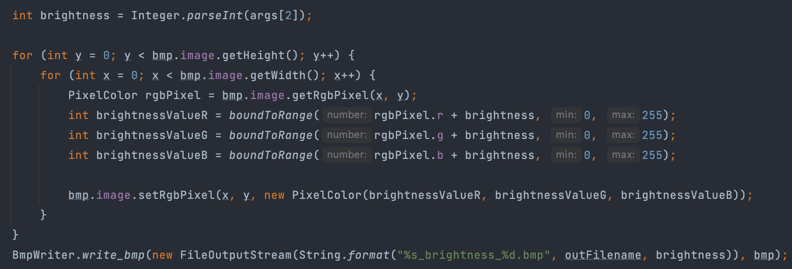 int brightness = Integer.parseInt(args[2]);
for (int y = 0; y < bmp.image.getHeight(); y++) {
for (int x = 0; x < bmp.image.getWidth(); x++) {
PixelColor rgbPixel = bmp.image.getRgbPixel(x, y);
int brightnessValueR = boundToRange( number: rgbPixel.r + brightness, min: 0, max: 255);
int brightnessValueG = boundToRange( number: rgbPixel.g + brightness, min: 0, max: 255);
int brightnessValueB = boundToRange( number: rgbPixel.b + brightness, min: 0, max: 255);
bmp.image.setRgbPixel(x, y, new PixelColor(brightnessValueR, brightnessValueG, brightnessValueB));
}
}
BmpWriter.write_bmp(new FileOutputStream(String.format("%s_brightness_%d.bmp", outFilename, brightness)), bmp);